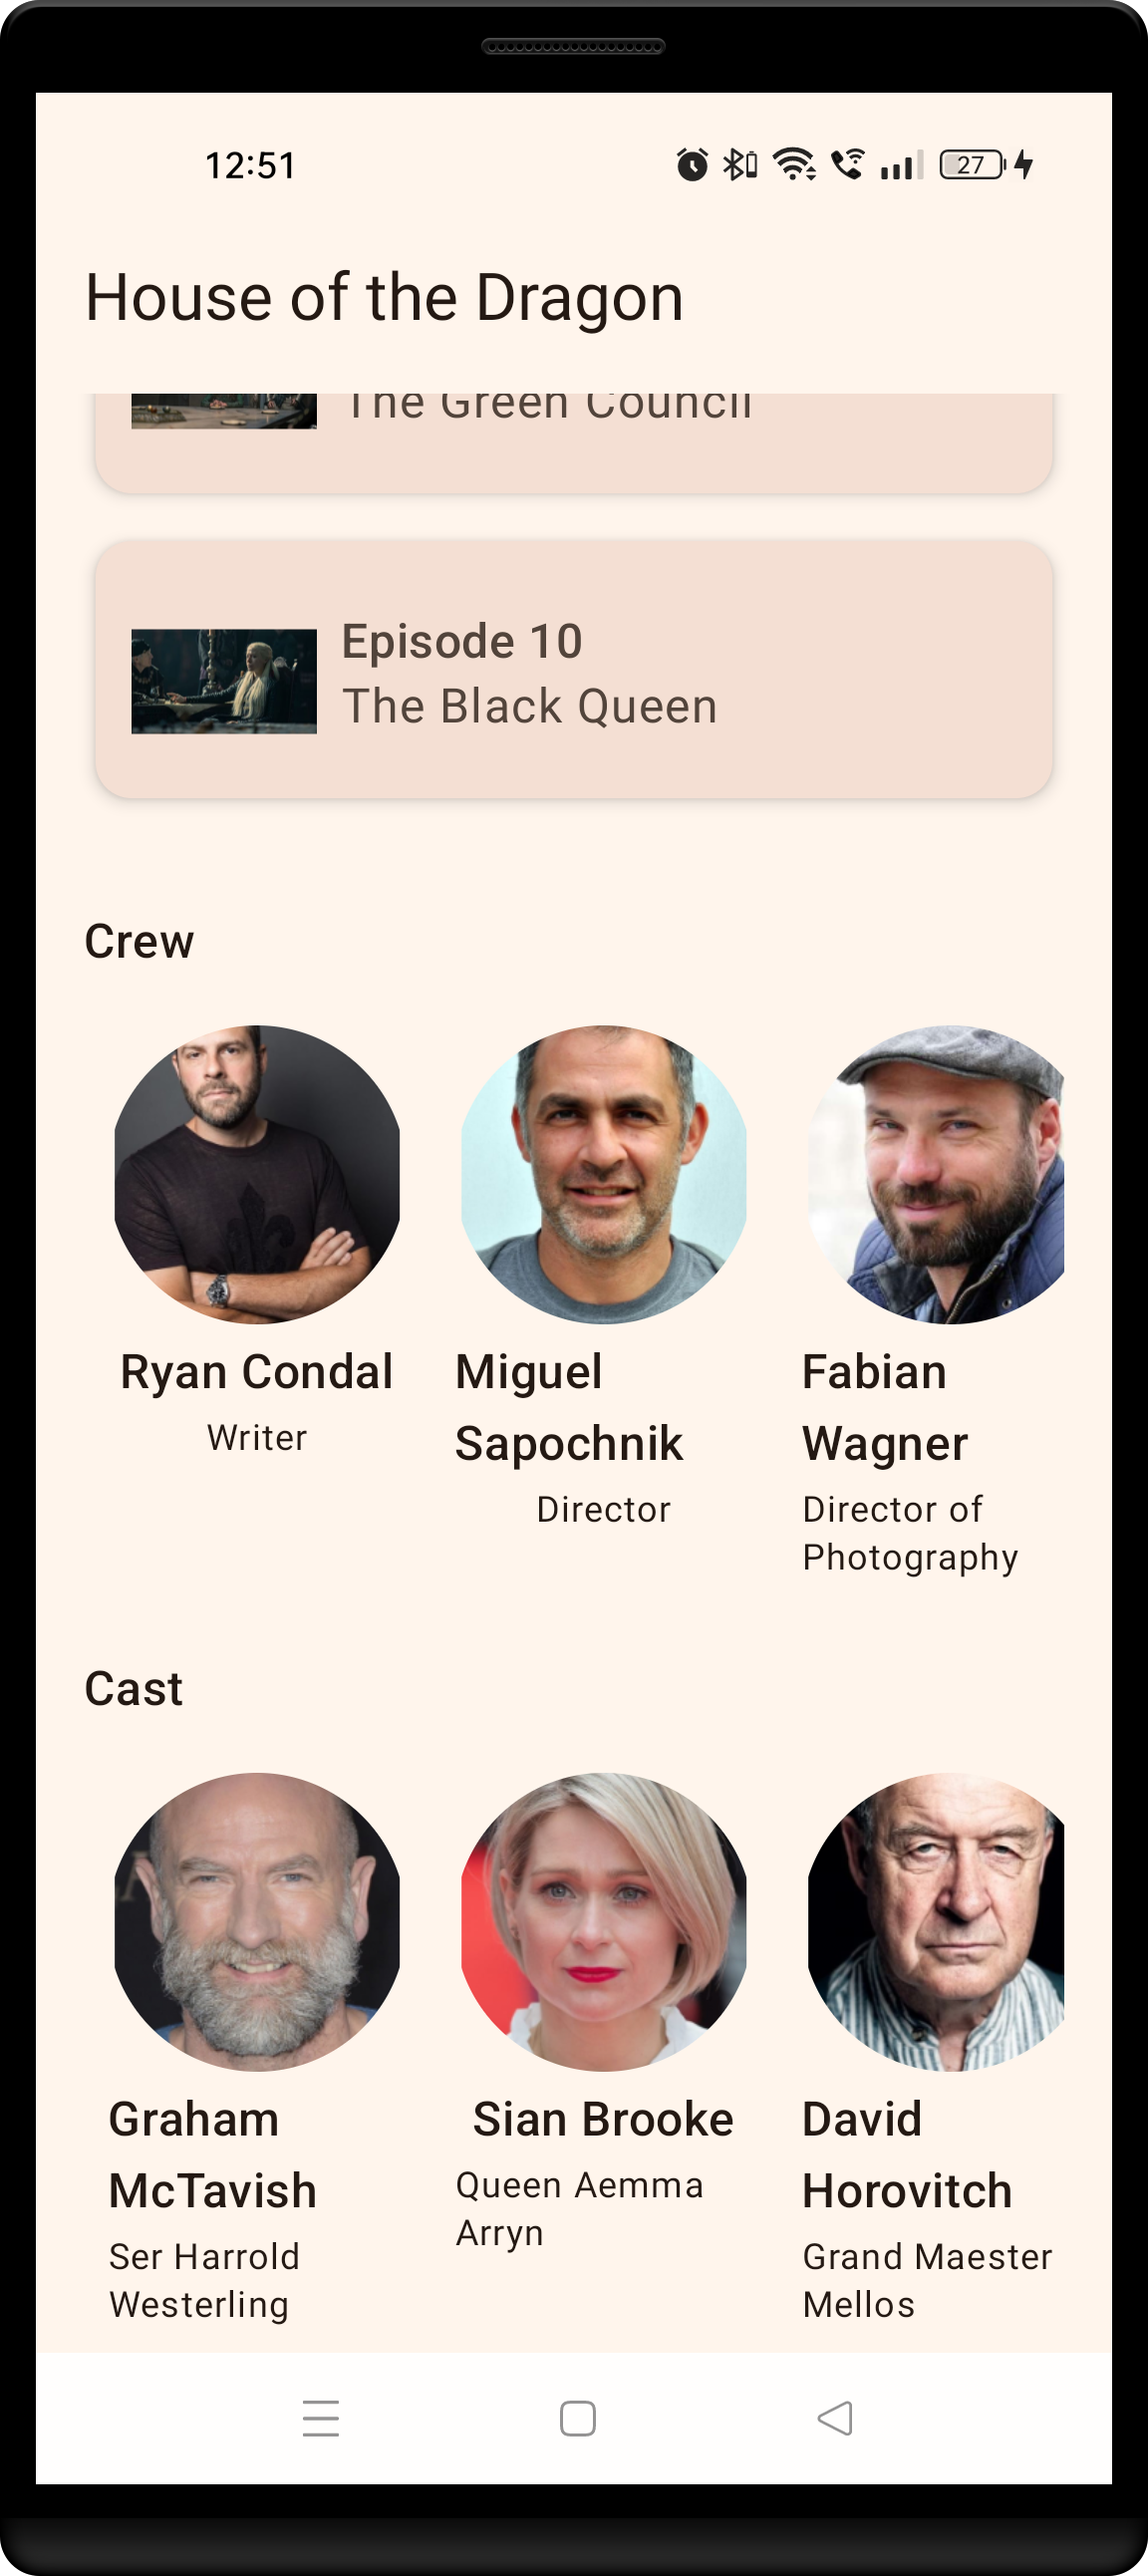 12:51
27
House of the Dragon
The Green Council
Episode 10
The Black Queen
Crew
Ryan Condal
Writer
Miguel
Sapochnik
Director
Fabian
Wagner
Director of
Photography
Cast
Graham
McTavish
Ser Harrold
Westerling
Sian Brooke
Queen Aemma
Arryn
David
Horovitch
Grand Maester
Mellos